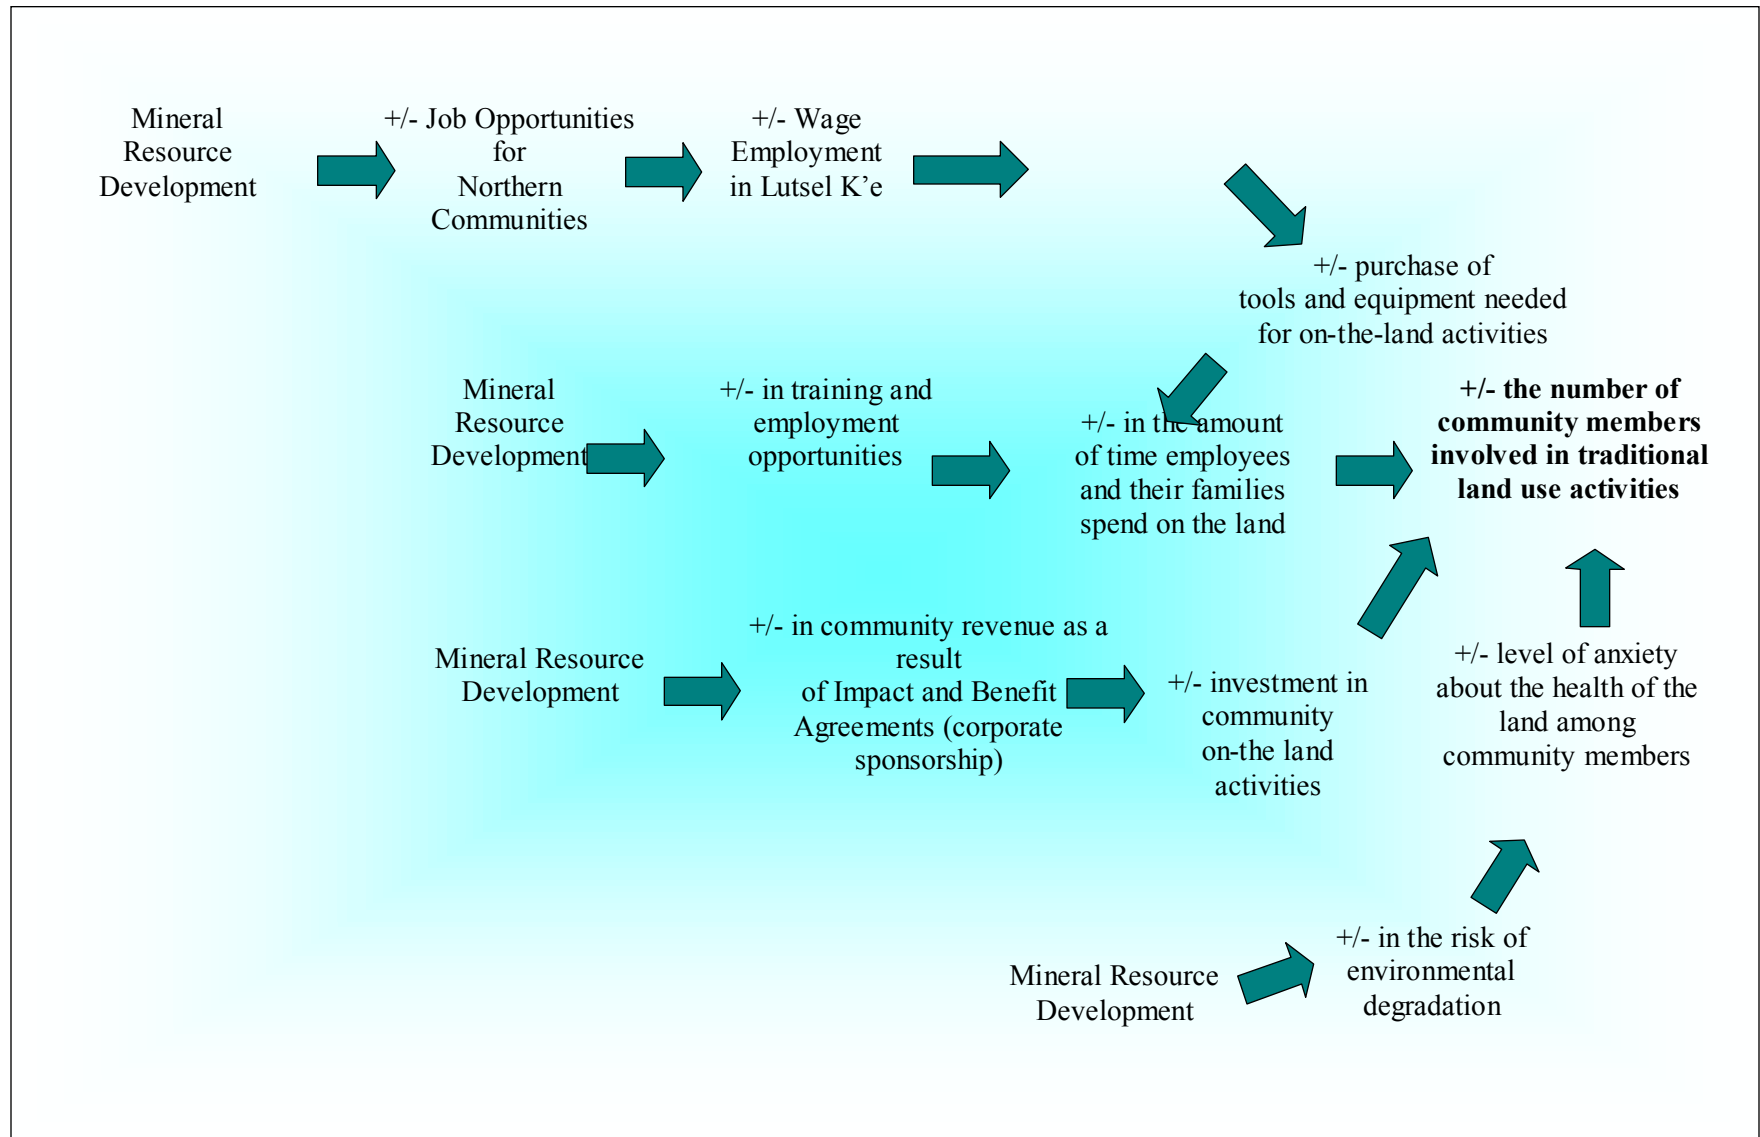 Mineral
Resource
Development
+/- Job Opportunities
for
Northern
Communities
+/- Wage
Employment
in Lutsel K’e
+/- purchase of
tools and equipment needed
for on-the-land activities
Mineral
Resource
Development
+/- in training and
employment
opportunities
+/- in the amount
of time employees
and their families
spend on the land
+/- the number of
community members
involved in traditional
land use activities
Mineral Resource
Development
+/- in community revenue as a
result
of Impact and Benefit
Agreements (corporate
sponsorship)
+/- investment in
community
on-the land
activities
+/- level of anxiety
about the health of the
land among
community members
Mineral Resource
Development
+/- in the risk of
environmental
degradation